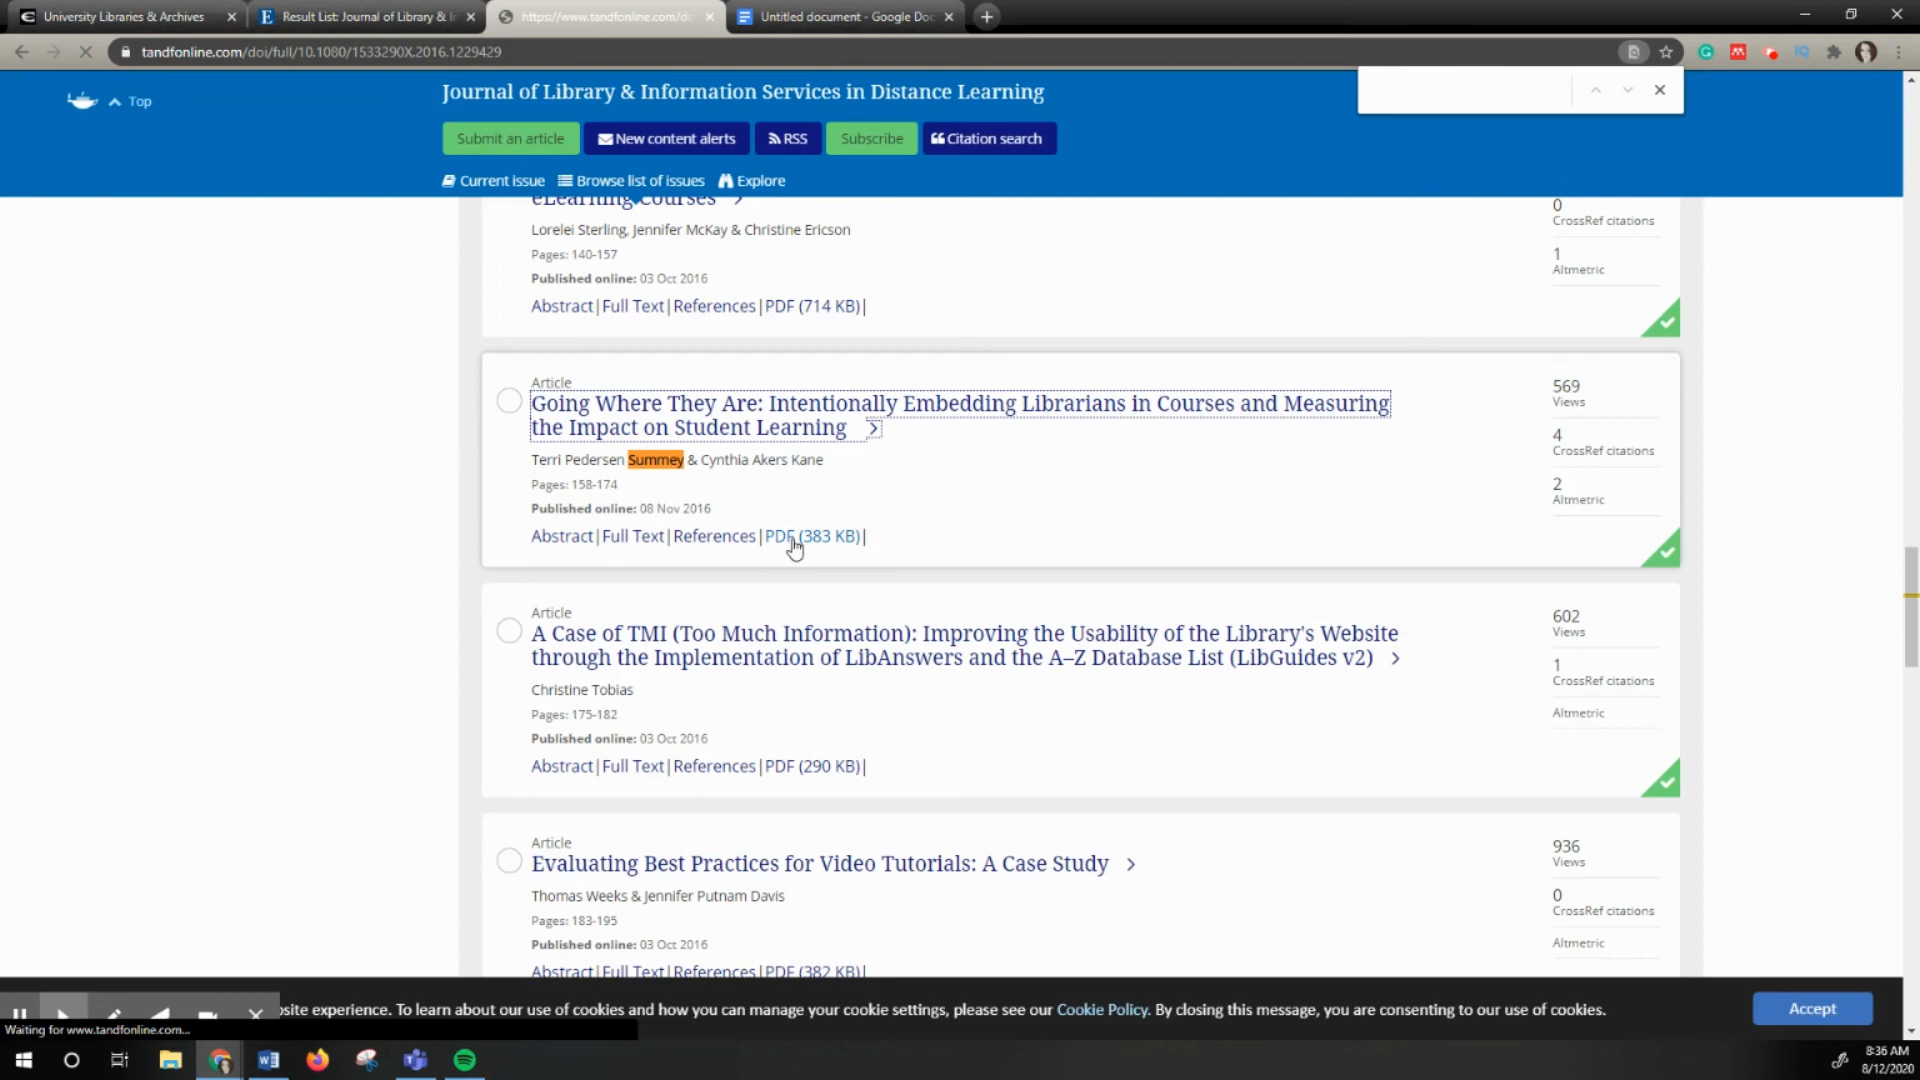 University Libraries & Archives
Result List: Journal of Library & In
https://www.tandfonline.com/do
Untitled document - Google Doc
tandfonline.com/doi/full/10.1080/1533290X.2016.1229429
Top
Journal of Library & Information Services in Distance Learning
Submit an article
New content alerts
RSS
Subscribe
Citation search
Current issue
Browse list of issues
Explore
eLearning Courses >
Lorelei Sterling, Jennifer McKay & Christine Ericson
Pages: 140-157
Published online: 03 Oct 2016
Abstract|Full Text|References|PDF (714 KB)|
0
CrossRef citations
1
Altmetric
Article
Going Where They Are: Intentionally Embedding Librarians in Courses and Measuring
the Impact on Student Learning >
Terri Pedersen Summey & Cynthia Akers Kane
Pages: 158-174
Published online: 08 Nov 2016
Abstract|Full Text|References|PDF (383 KB)|
569
Views
4
CrossRef citations
2
Altmetric
Article
A Case of TMI (Too Much Information): Improving the Usability of the Library's Website
through the Implementation of LibAnswers and the A–Z Database List (LibGuides v2) >
Christine Tobias
Pages: 175-182
Published online: 03 Oct 2016
Abstract|Full Text|References|PDF (290 KB)|
602
Views
1
CrossRef citations
Altmetric
Article
Evaluating Best Practices for Video Tutorials: A Case Study >
Thomas Weeks & Jennifer Putnam Davis
Pages: 183-195
Published online: 03 Oct 2016
Abstract|Full Text|References|PDF (382 KB)|
936
Views
0
CrossRef citations
Altmetric
site experience. To learn about our use of cookies and how you can manage your cookie settings, please see our Cookie Policy. By closing this message, you are consenting to our use of cookies.
Accept
Waiting for www.tandfonline.com...
8:36 AM
8/12/2020